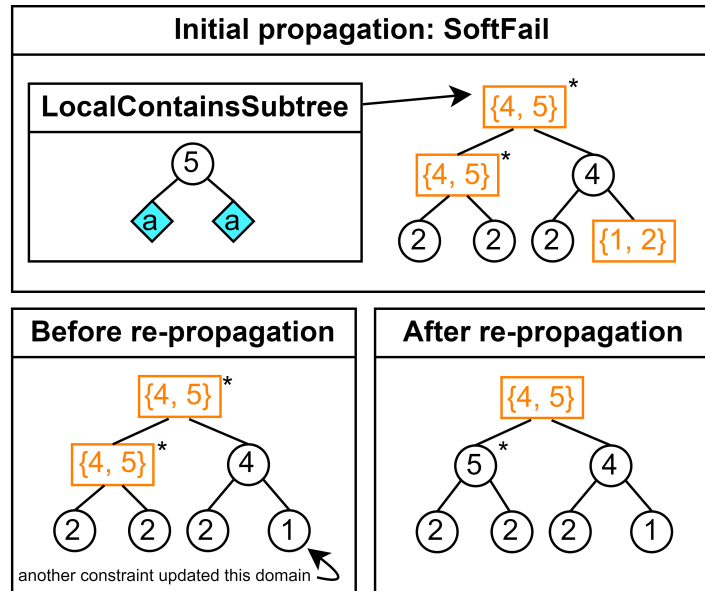 Initial propagation: SoftFail
LocalContainsSubtree
5
a a
{4, 5}*
{4, 5}* 4
2 2 2 {1, 2}
Before re-propagation
{4, 5}*
{4, 5}* 4
2 2 2 1
another constraint updated this domain
After re-propagation
{4, 5}
5* 4
2 2 2 1